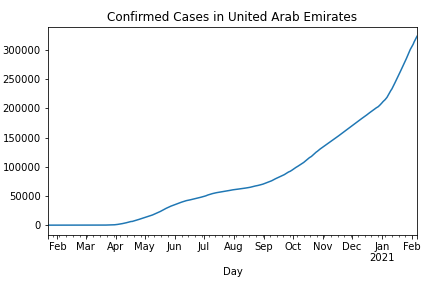 Confirmed Cases in United Arab Emirates
300000
250000
200000
150000
100000
50000
0
Feb Mar Apr May Jun Jul Aug Sep Oct Nov Dec Jan Feb
2021
Day